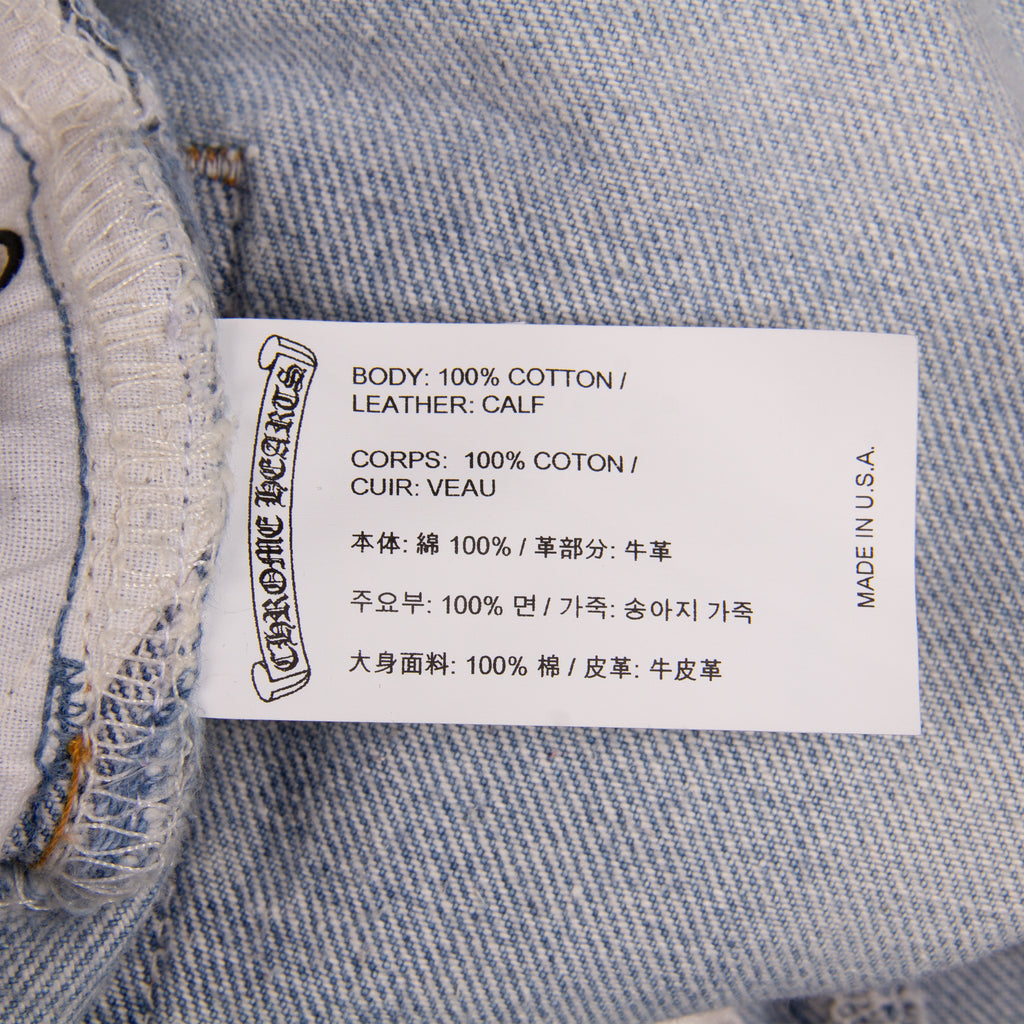 CHROME HEARTS
BODY: 100% COTTON /
LEATHER: CALF
CORPS: 100% COTON /
CUIR: VEAU
本体: 綿 100% / 革部分: 牛革
주요부: 100% 면 / 가죽: 송아지 가죽
大身面料: 100% 棉 / 皮革: 牛皮革
MADE IN U.S.A.